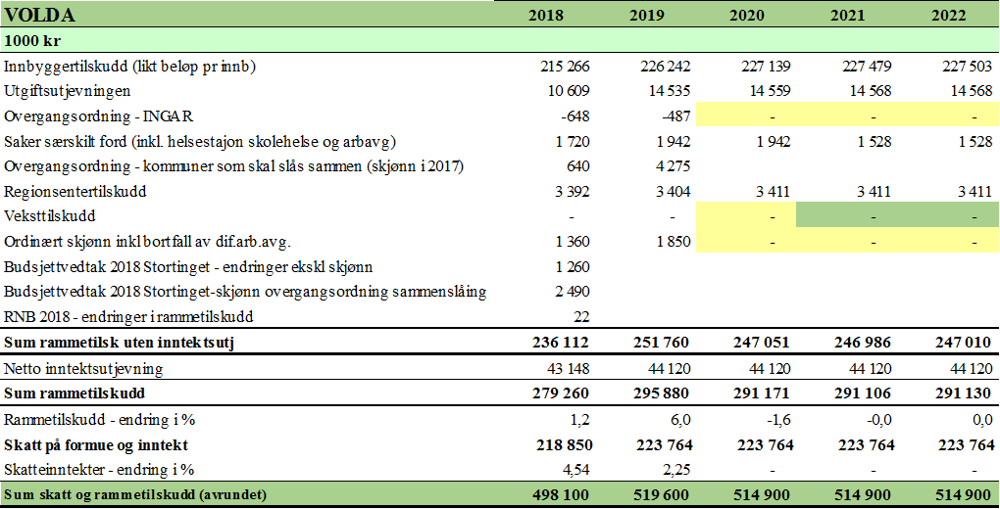 VOLDA 2018 2019 2020 2021 2022
1000 kr
Innbyggertilskudd (likt beløp pr innb) 215 266 226 242 227 139 227 479 227 503
Utgiftsutjevningen 10 609 14 535 14 559 14 568 14 568
Overgangsordning - INGAR -648 -487 - - -
Saker særskilt ford (inkl. helsestasjon skolehelse og arbavg) 1 720 1 942 1 942 1 528 1 528
Overgangsordning - kommuner som skal slås sammen (skjønn i 2017) 640 4 275
Regionsentertilskudd 3 392 3 404 3 411 3 411 3 411
Veksttilskudd - - - - -
Ordinært skjønn inkl bortfall av dif.arb.avg. 1 360 1 850 - - -
Budsjettvedtak 2018 Stortinget - endringer ekskl skjønn 1 260
Budsjettvedtak 2018 Stortinget-skjønn overgangsordning sammenslåing 2 490
RNB 2018 - endringer i rammetilskudd 22
Sum rammetilsk uten inntektsutj 236 112 251 760 247 051 246 986 247 010
Netto inntektsutjevning 43 148 44 120 44 120 44 120 44 120
Sum rammetilskudd 279 260 295 880 291 171 291 106 291 130
Rammetilskudd - endring i % 1,2 6,0 -1,6 -0,0 0,0
Skatt på formue og inntekt 218 850 223 764 223 764 223 764 223 764
Skatteinntekter - endring i % 4,54 2,25 - - -
Sum skatt og rammetilskudd (avrundet) 498 100 519 600 514 900 514 900 514 900